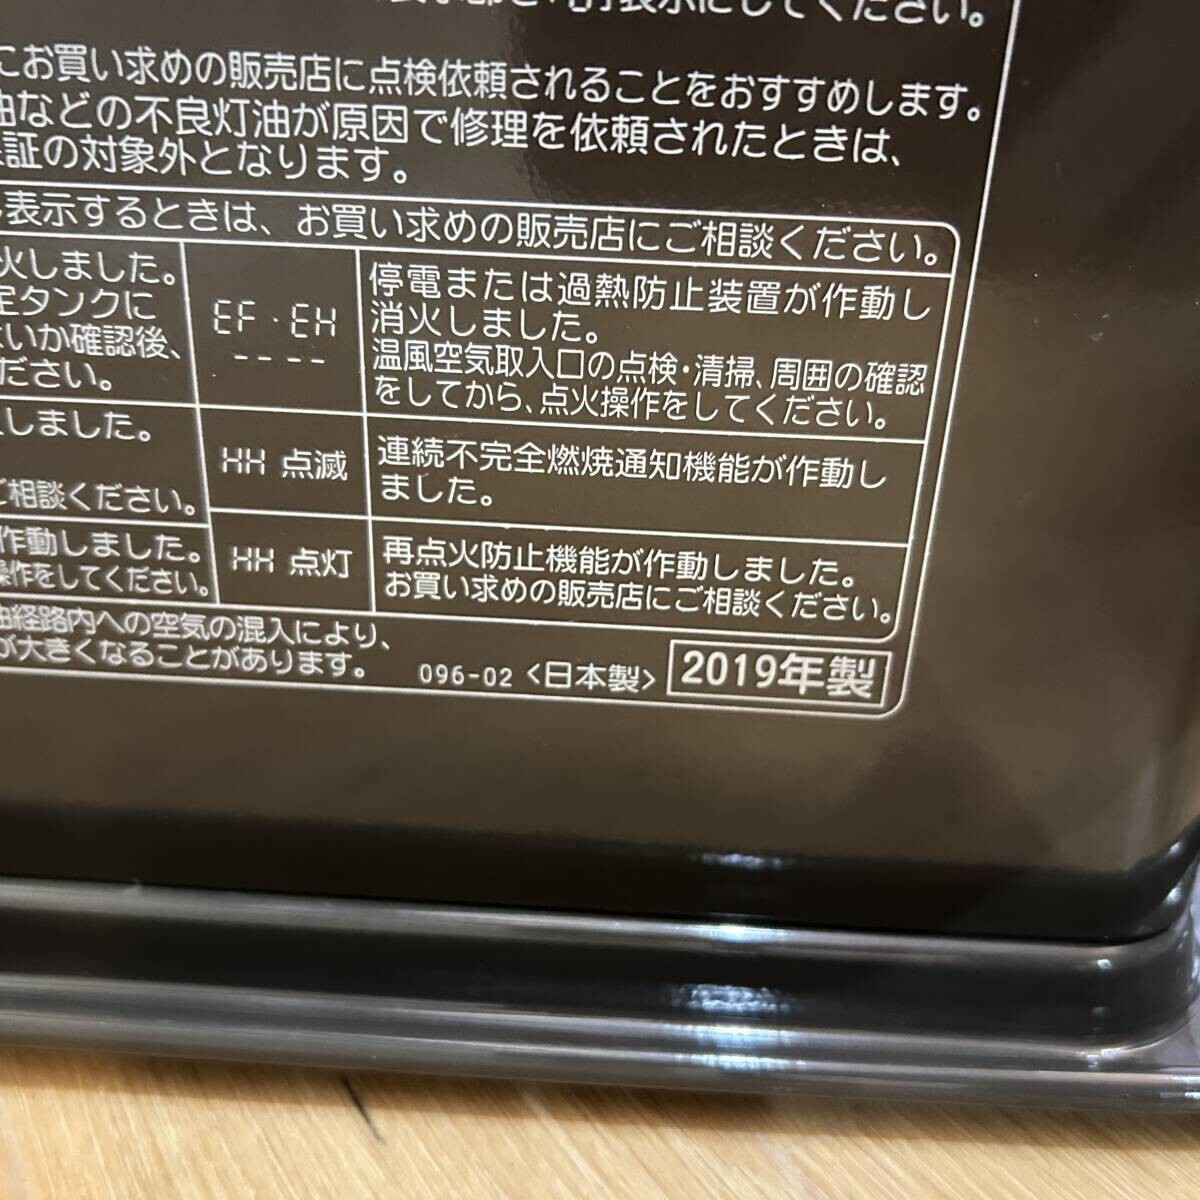 表示にしてください。
にお買い求めの販売店に点検依頼されることをおすすめします。
油などの不良灯油が原因で修理を依頼されたときは、
証の対象外となります。
表示するときは、お買い求めの販売店にご相談ください。
火しました。
定タンクに
ないか確認後、
ださい。
EF・EH
----
停電または過熱防止装置が作動し
消火しました。
温風空気取入口の点検・清掃、周囲の確認
をしてから、点火操作をしてください。
しました。
ご相談ください。
HH 点滅
連続不完全燃焼通知機能が作動し
ました。
作動しました。
操作をしてください。
HH 点灯
再点火防止機能が作動しました。
お買い求めの販売店にご相談ください。
油経路内への空気の混入により、
が大きくなることがあります。
096-02 <日本製> 2019年製